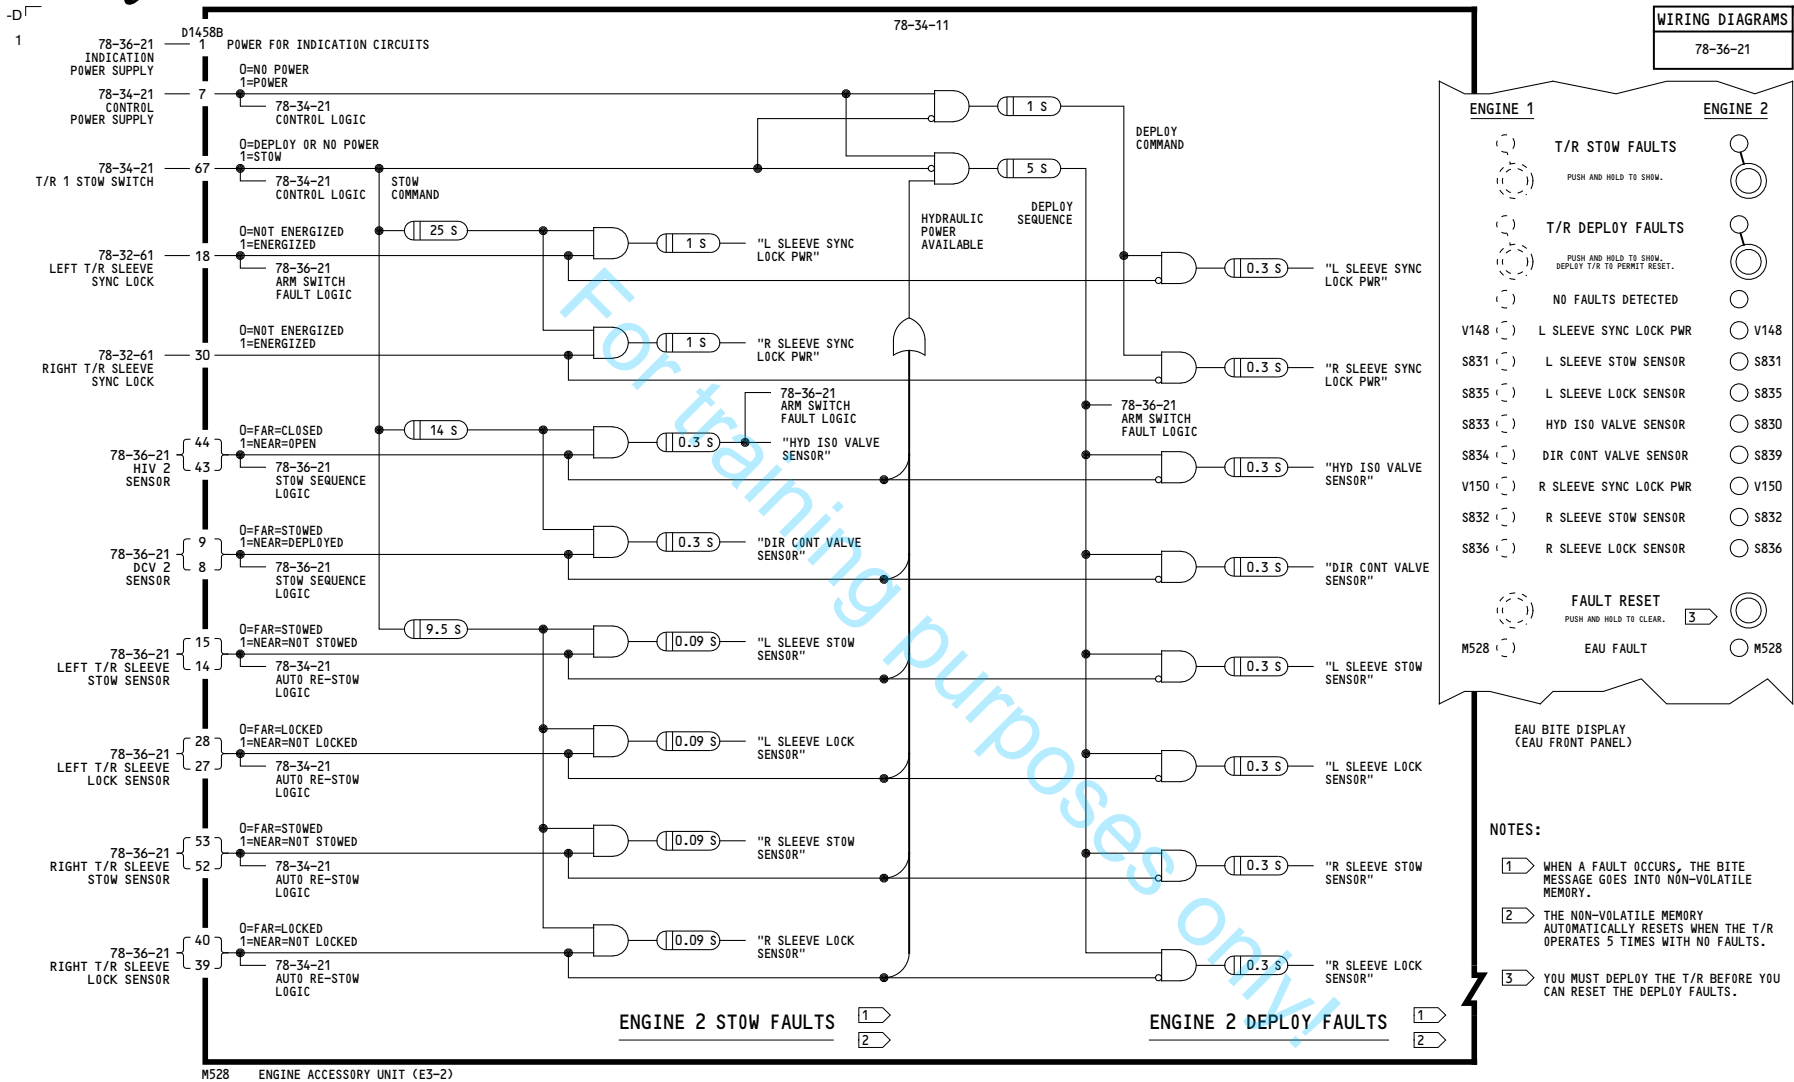 -D
1
78-34-11
WIRING DIAGRAMS
78-36-21
D1458B
78-36-21
INDICATION
POWER SUPPLY
1
POWER FOR INDICATION CIRCUITS
78-34-21
CONTROL
POWER SUPPLY
7
0=NO POWER
1=POWER
78-34-21
CONTROL LOGIC
1 S
DEPLOY
COMMAND
78-34-21
T/R 1 STOW SWITCH
67
0=DEPLOY OR NO POWER
1=STOW
78-34-21
CONTROL LOGIC
STOW
COMMAND
5 S
HYDRAULIC
POWER
AVAILABLE
DEPLOY
SEQUENCE
25 S
78-32-61
LEFT T/R SLEEVE
SYNC LOCK
18
0=NOT ENERGIZED
1=ENERGIZED
78-36-21
ARM SWITCH
FAULT LOGIC
1 S
"L SLEEVE SYNC
LOCK PWR"
0.3 S
"L SLEEVE SYNC
LOCK PWR"
78-32-61
RIGHT T/R SLEEVE
SYNC LOCK
30
0=NOT ENERGIZED
1=ENERGIZED
1 S
"R SLEEVE SYNC
LOCK PWR"
0.3 S
"R SLEEVE SYNC
LOCK PWR"
78-36-21
ARM SWITCH
FAULT LOGIC
78-36-21
ARM SWITCH
FAULT LOGIC
14 S
78-36-21
HIV 2
SENSOR
44
43
0=FAR=CLOSED
1=NEAR=OPEN
78-36-21
STOW SEQUENCE
LOGIC
0.3 S
"HYD ISO VALVE
SENSOR"
0.3 S
"HYD ISO VALVE
SENSOR"
78-36-21
DCV 2
SENSOR
9
8
0=FAR=STOWED
1=NEAR=DEPLOYED
78-36-21
STOW SEQUENCE
LOGIC
0.3 S
"DIR CONT VALVE
SENSOR"
0.3 S
"DIR CONT VALVE
SENSOR"
9.5 S
78-36-21
LEFT T/R SLEEVE
STOW SENSOR
15
14
0=FAR=STOWED
1=NEAR=NOT STOWED
78-34-21
AUTO RE-STOW
LOGIC
0.09 S
"L SLEEVE STOW
SENSOR"
0.3 S
"L SLEEVE STOW
SENSOR"
78-36-21
LEFT T/R SLEEVE
LOCK SENSOR
28
27
0=FAR=LOCKED
1=NEAR=NOT LOCKED
78-34-21
AUTO RE-STOW
LOGIC
0.09 S
"L SLEEVE LOCK
SENSOR"
0.3 S
"L SLEEVE LOCK
SENSOR"
78-36-21
RIGHT T/R SLEEVE
STOW SENSOR
53
52
0=FAR=STOWED
1=NEAR=NOT STOWED
78-34-21
AUTO RE-STOW
LOGIC
0.09 S
"R SLEEVE STOW
SENSOR"
0.3 S
"R SLEEVE STOW
SENSOR"
78-36-21
RIGHT T/R SLEEVE
LOCK SENSOR
40
39
0=FAR=LOCKED
1=NEAR=NOT LOCKED
78-34-21
AUTO RE-STOW
LOGIC
0.09 S
"R SLEEVE LOCK
SENSOR"
0.3 S
"R SLEEVE LOCK
SENSOR"
ENGINE 2 STOW FAULTS
1
2
ENGINE 2 DEPLOY FAULTS
1
2
M528 ENGINE ACCESSORY UNIT (E3-2)
ENGINE 1 ENGINE 2
T/R STOW FAULTS
PUSH AND HOLD TO SHOW.
T/R DEPLOY FAULTS
PUSH AND HOLD TO SHOW.
DEPLOY T/R TO PERMIT RESET.
NO FAULTS DETECTED
V148 L SLEEVE SYNC LOCK PWR V148
S831 L SLEEVE STOW SENSOR S831
S835 L SLEEVE LOCK SENSOR S835
S833 HYD ISO VALVE SENSOR S830
S834 DIR CONT VALVE SENSOR S839
V150 R SLEEVE SYNC LOCK PWR V150
S832 R SLEEVE STOW SENSOR S832
S836 R SLEEVE LOCK SENSOR S836
FAULT RESET
PUSH AND HOLD TO CLEAR.
3
M528 EAU FAULT M528
EAU BITE DISPLAY
(EAU FRONT PANEL)
NOTES:
1 WHEN A FAULT OCCURS, THE BITE
MESSAGE GOES INTO NON-VOLATILE
MEMORY.
2 THE NON-VOLATILE MEMORY
AUTOMATICALLY RESETS WHEN THE T/R
OPERATES 5 TIMES WITH NO FAULTS.
3 YOU MUST DEPLOY THE T/R BEFORE YOU
CAN RESET THE DEPLOY FAULTS.
For training purposes only!